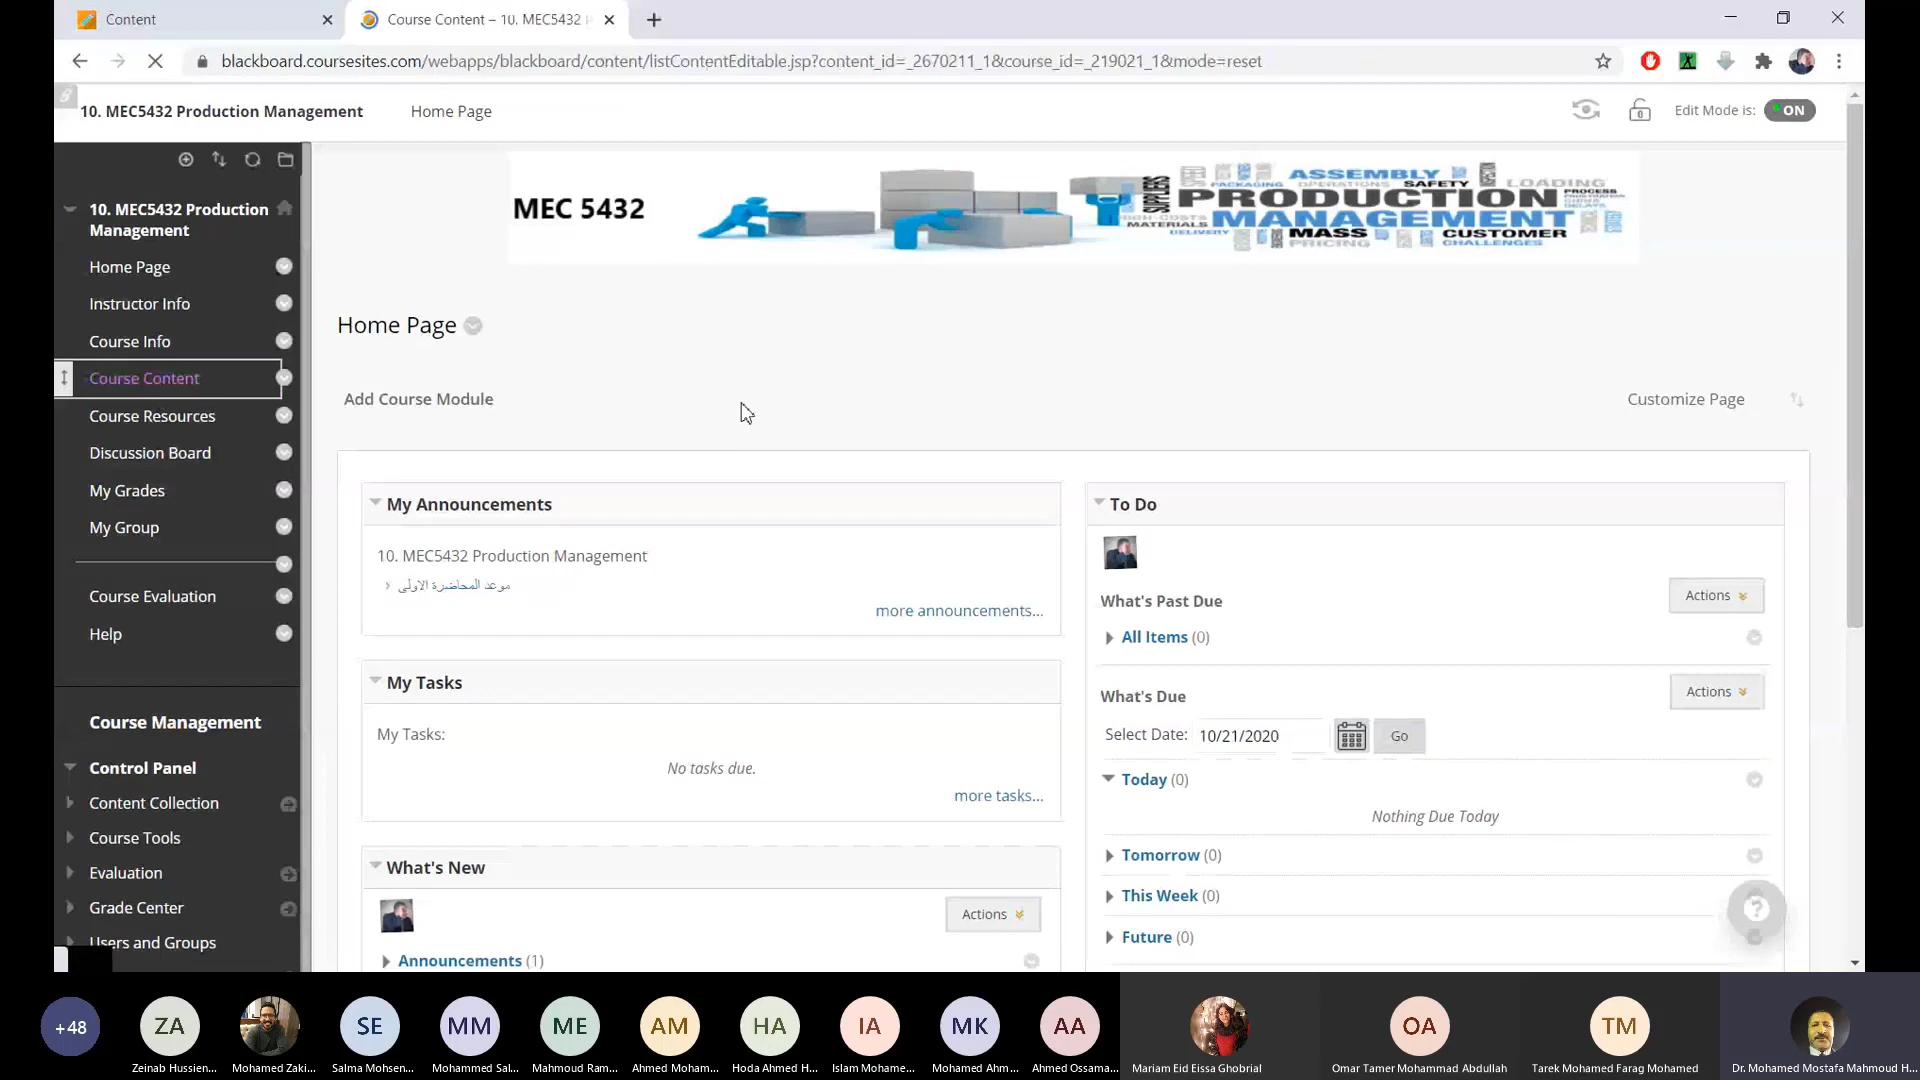 Content
Course Content – 10. MEC5432
blackboard.coursesites.com/webapps/blackboard/content/listContentEditable.jsp?content_id=_2670211_1&course_id=_219021_1&mode=reset
10. MEC5432 Production Management
Home Page
Edit Mode is:
ON
10. MEC5432 Production
Management
Home Page
Instructor Info
Course Info
Course Content
Course Resources
Discussion Board
My Grades
My Group
Course Evaluation
Help
Course Management
Control Panel
Content Collection
Course Tools
Evaluation
Grade Center
Users and Groups
MEC 5432
ASSEMBLY
LOADING
PACKAGING OPERATIONS SAFETY
PROCESS
SUPPLIERS
PRODUCTION
HIGH-COSTS
MATERIALS
MANAGEMENT
DELIVERY
MASS
CUSTOMER
PRICING
CHALLENGES
Home Page
Add Course Module
Customize Page
My Announcements
10. MEC5432 Production Management
موعد المحاضرة الاولى
more announcements...
My Tasks
My Tasks:
No tasks due.
more tasks...
What's New
Actions
Announcements (1)
To Do
What's Past Due
Actions
All Items (0)
What's Due
Actions
Select Date:
10/21/2020
Go
Today (0)
Nothing Due Today
Tomorrow (0)
This Week (0)
Future (0)
+48
ZA
SE
MM
ME
AM
HA
IA
MK
AA
OA
TM
Zeinab Hussien...
Mohamed Zaki...
Salma Mohsen...
Mohammed Sal...
Mahmoud Ram...
Ahmed Moham...
Hoda Ahmed H...
Islam Mohame...
Mohamed Ahm...
Ahmed Ossama...
Mariam Eid Eissa Ghobrial
Omar Tamer Mohammad Abdullah
Tarek Mohamed Farag Mohamed
Dr. Mohamed Mostafa Mahmoud H...